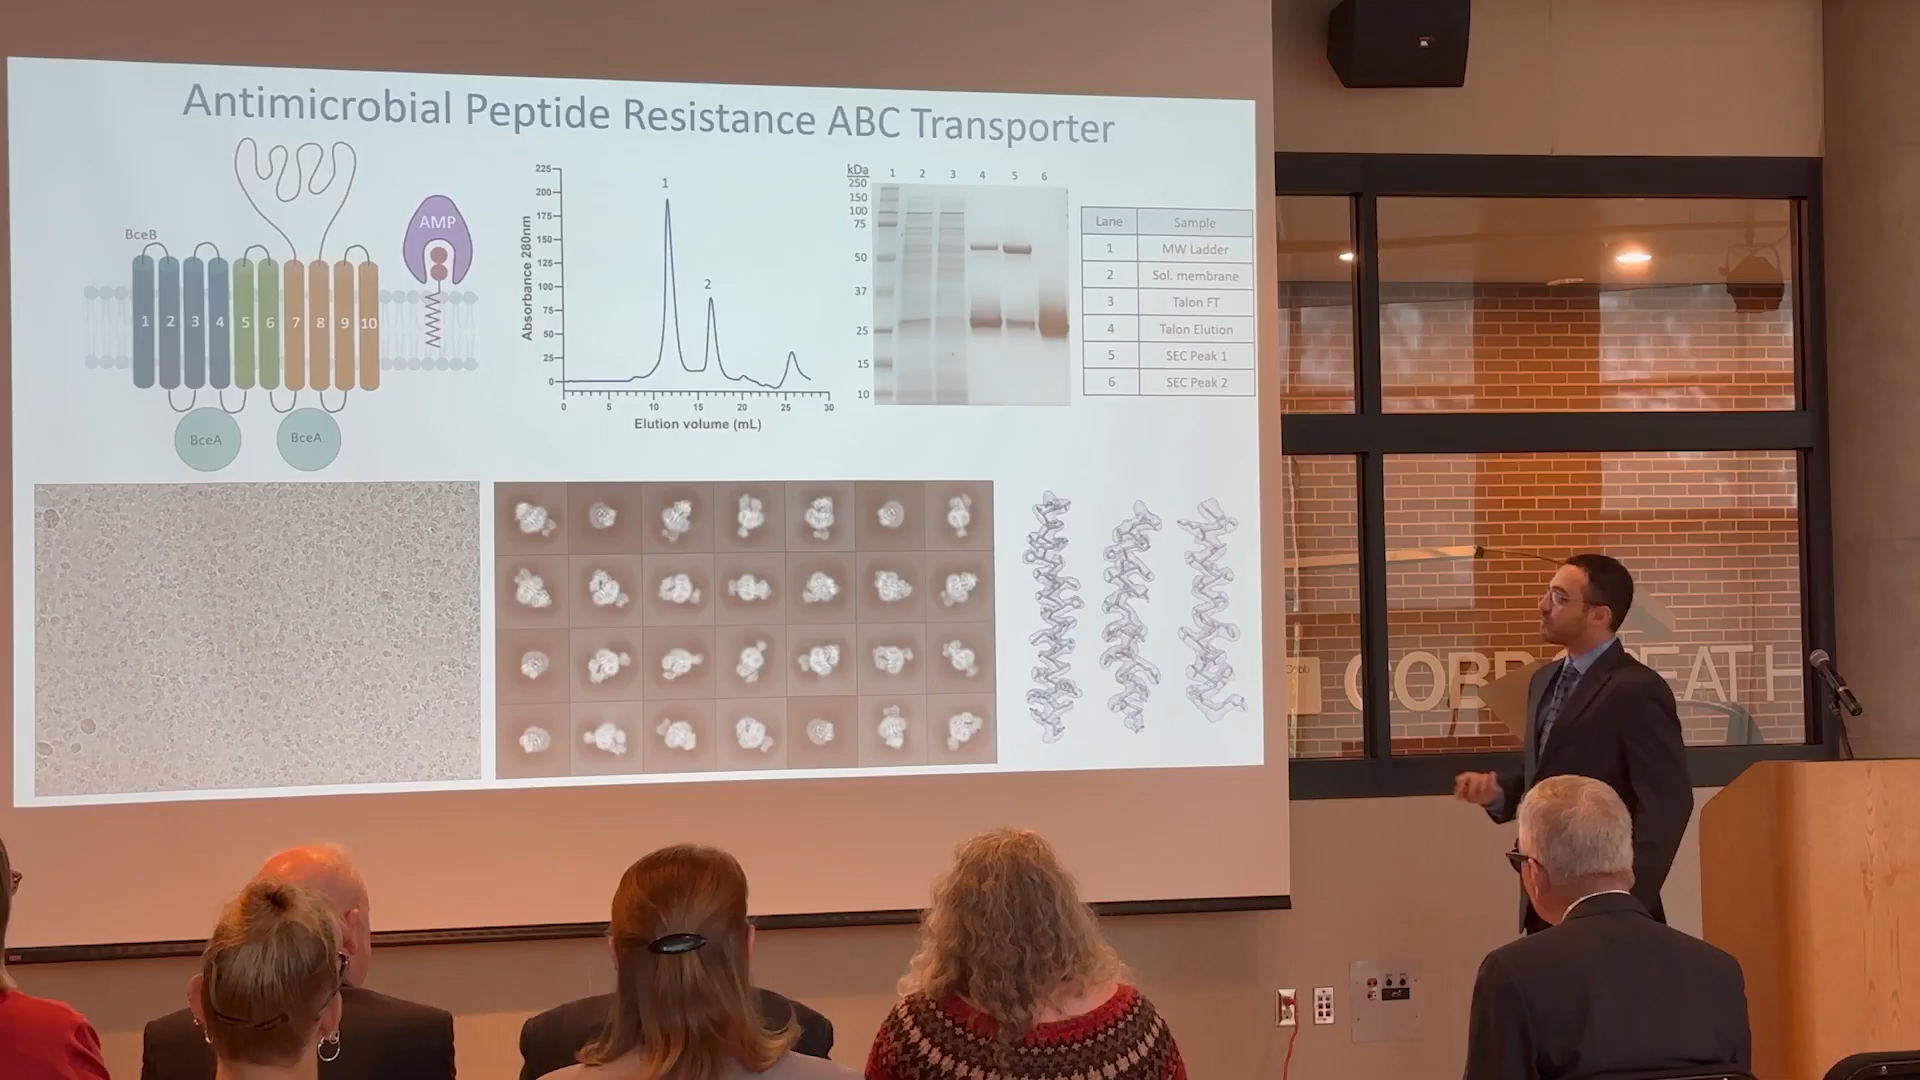 Antimicrobial Peptide Resistance ABC Transporter
BceB
AMP
1 2 3 4 5 6 7 8 9 10
BceA BceA
225
200
175
150
125
100
75
50
25
0
Absorbance 280nm
1
2
0 5 10 15 20 25 30
Elution volume (mL)
kDa 1 2 3 4 5 6
250
150
100
75
50
37
25
15
10
Lane Sample
1 MW Ladder
2 Sol. membrane
3 Talon FT
4 Talon Elution
5 SEC Peak 1
6 SEC Peak 2